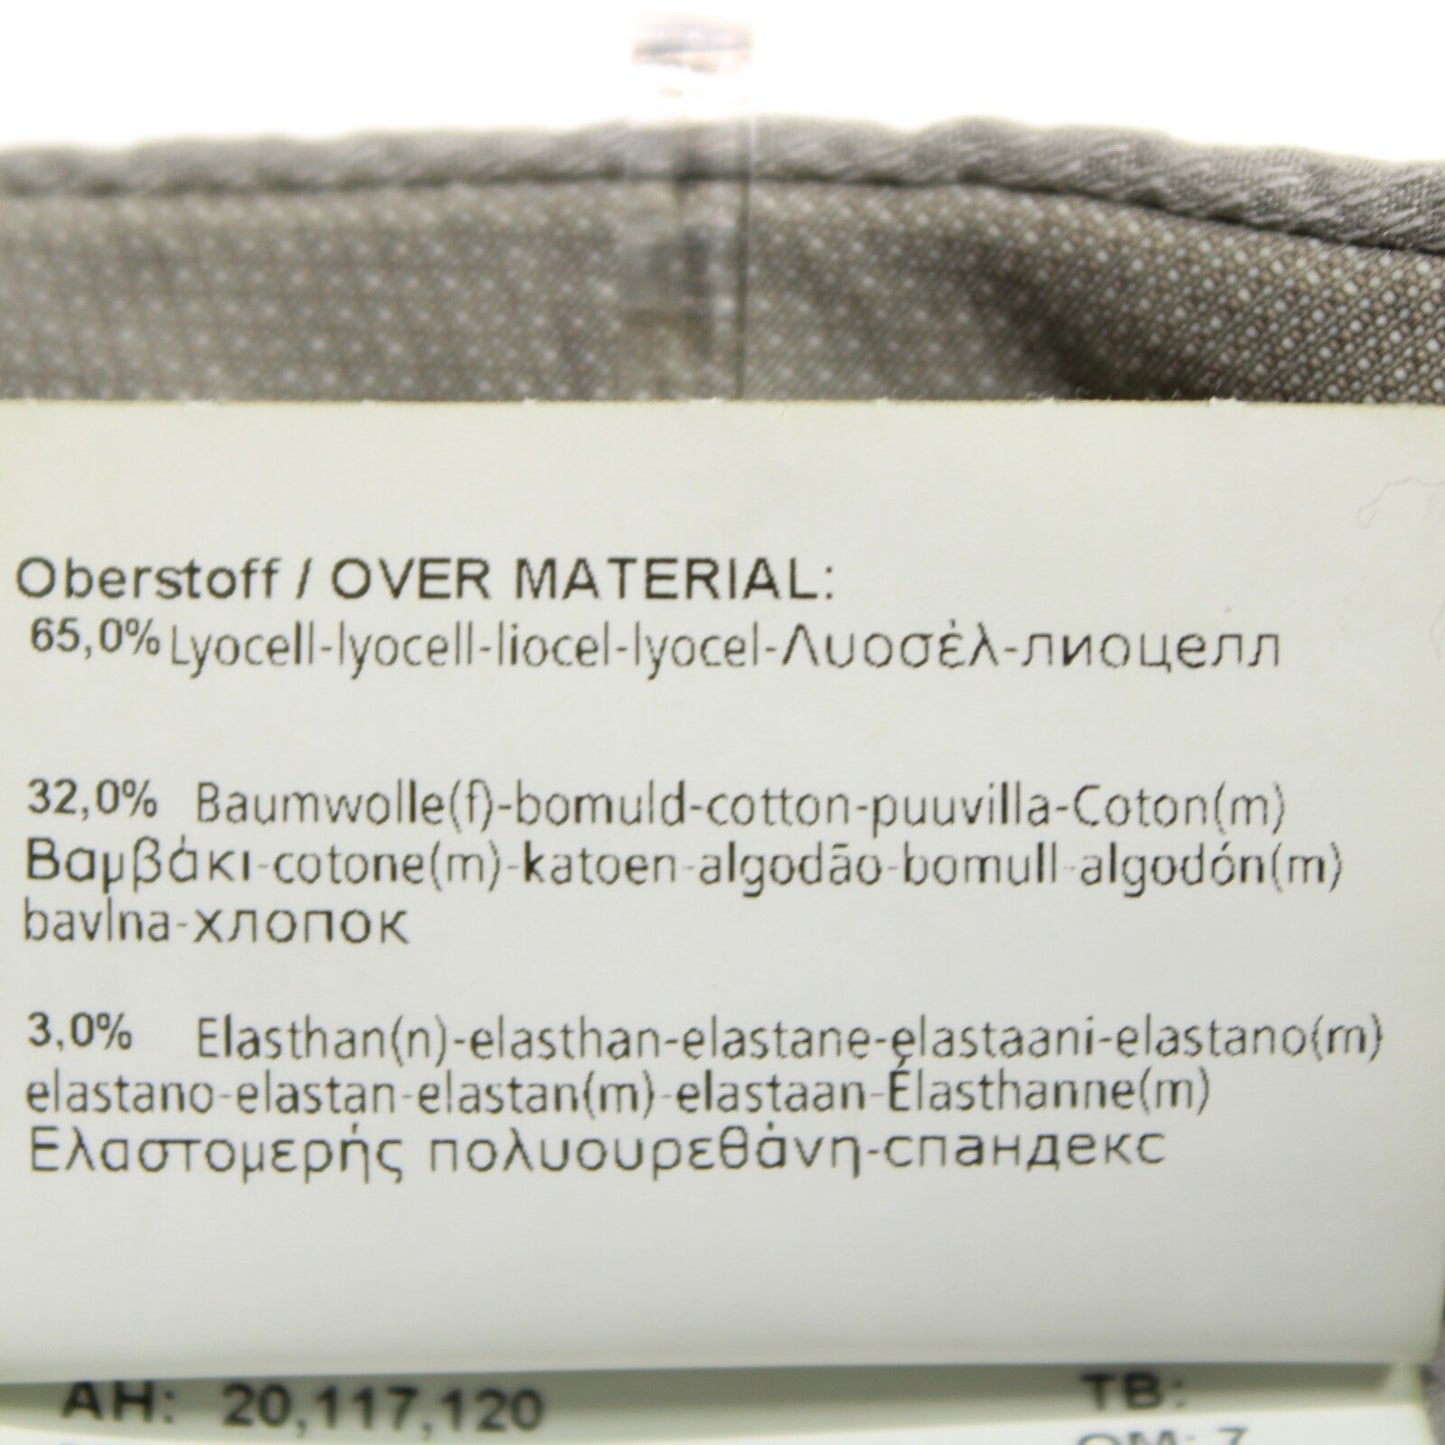 Oberstoff / OVER MATERIAL:
65,0% Lyocell-lyocell-liocel-lyocel-Λυοσέλ-лиоцелл
32,0% Baumwolle(f)-bomuld-cotton-puuvilla-Coton(m)
Βαμβάκι-cotone(m)-katoen-algodão-bomull-algodón(m)
bavlna-хлопок
3,0% Elasthan(n)-elasthan-elastane-elastaani-elastano(m)
elastano-elastan-elastan(m)-elastaan-Élasthanne(m)
Ελαστομερής πολυουρεθάνη-спандекс
AH: 20,117,120 TB:
OM: 7